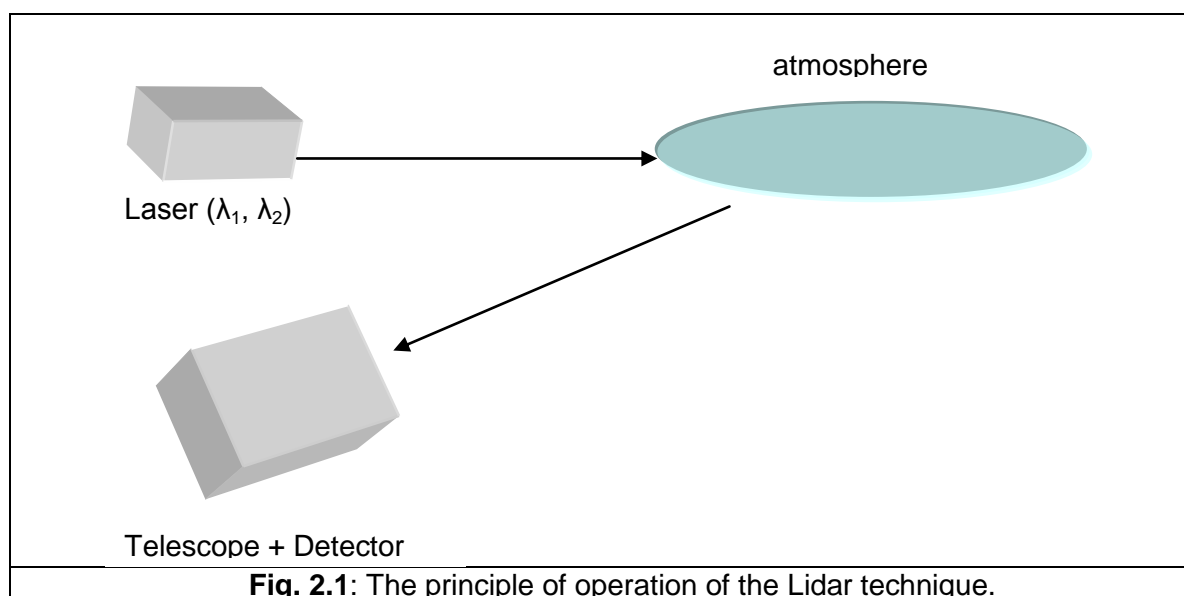 atmosphere
Laser (λ₁, λ₂)
Telescope + Detector
Fig. 2.1: The principle of operation of the Lidar technique.